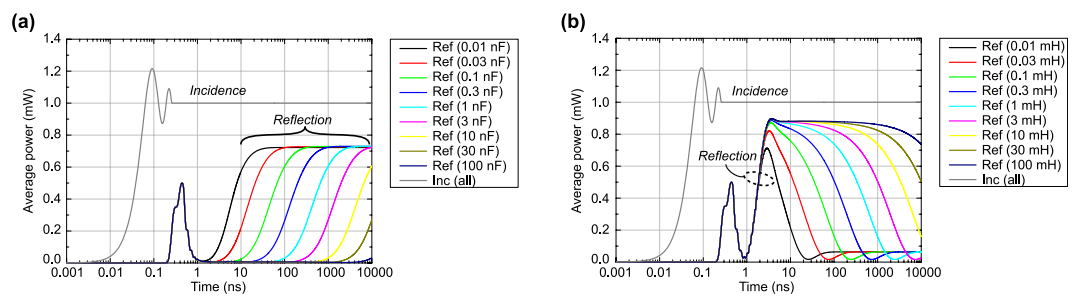 (a)
1.4
1.2
1.0
0.8
0.6
0.4
0.2
0.0
Average power (mW)
Incidence
Reflection
0.001 0.01 0.1 1 10 100 1000 10000
Time (ns)
Ref (0.01 nF)
Ref (0.03 nF)
Ref (0.1 nF)
Ref (0.3 nF)
Ref (1 nF)
Ref (3 nF)
Ref (10 nF)
Ref (30 nF)
Ref (100 nF)
Inc (all)
(b)
1.4
1.2
1.0
0.8
0.6
0.4
0.2
0.0
Average power (mW)
Incidence
Reflection
0.001 0.01 0.1 1 10 100 1000 10000
Time (ns)
Ref (0.01 mH)
Ref (0.03 mH)
Ref (0.1 mH)
Ref (0.3 mH)
Ref (1 mH)
Ref (3 mH)
Ref (10 mH)
Ref (30 mH)
Ref (100 mH)
Inc (all)